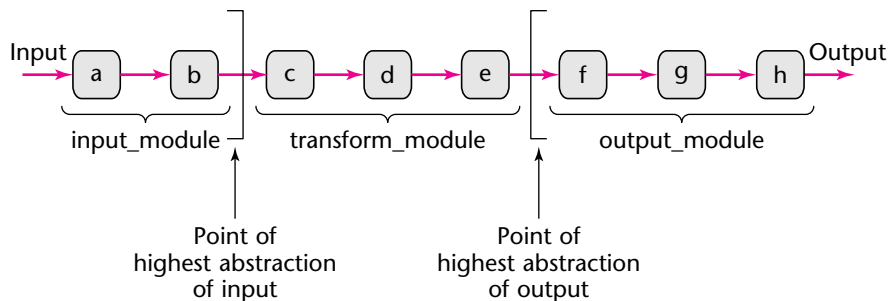 Input
Output
a
b
c
d
e
f
g
h
input_module
transform_module
output_module
Point of
highest abstraction
of input
Point of
highest abstraction
of output